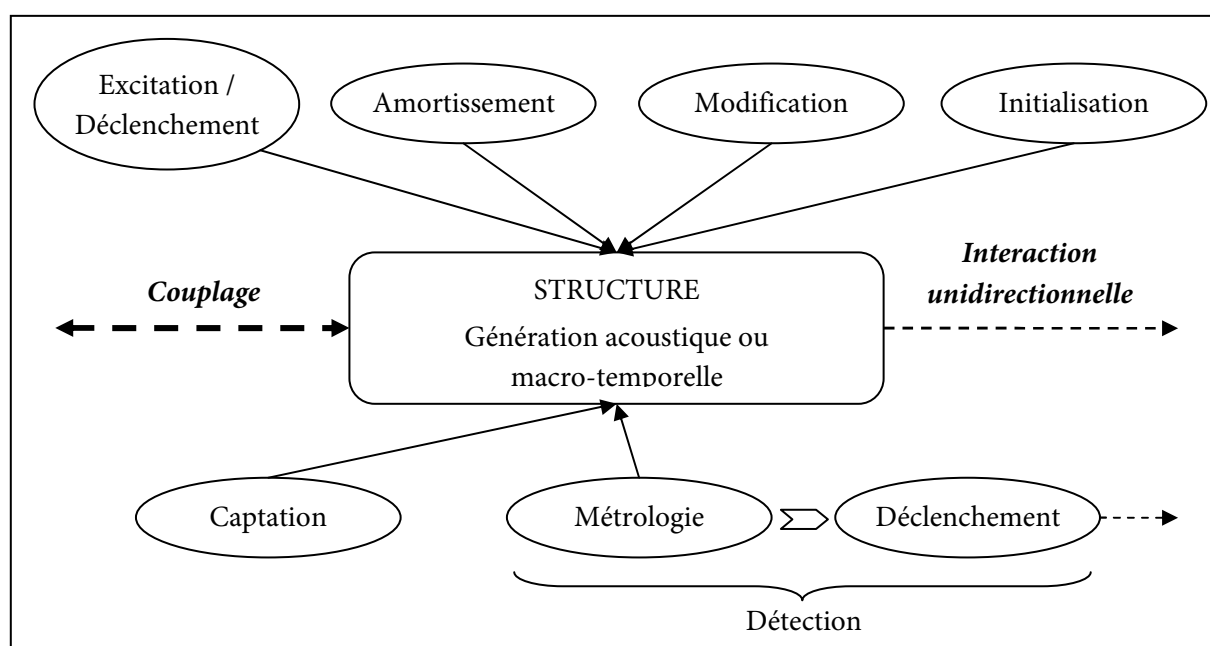 Excitation /
Déclenchement
Amortissement
Modification
Initialisation
Couplage
STRUCTURE
Génération acoustique ou
macro-temporelle
Interaction
unidirectionnelle
Captation
Métrologie
Déclenchement
Détection